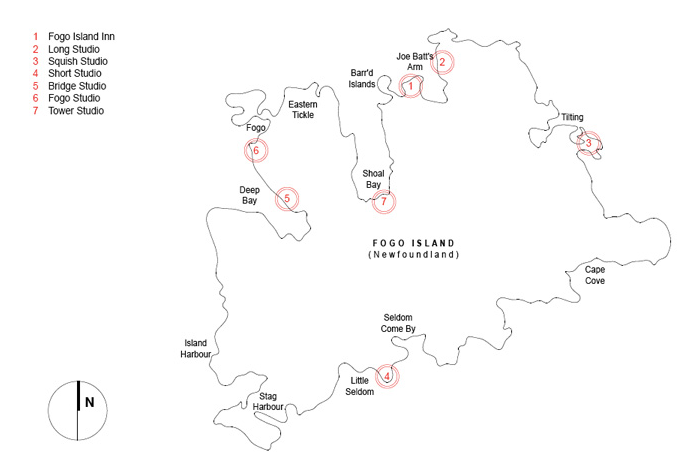 1 Fogo Island Inn
2 Long Studio
3 Squish Studio
4 Short Studio
5 Bridge Studio
6 Fogo Studio
7 Tower Studio
Joe Batt's
Arm
2
Barr'd
Islands
1
Eastern
Tickle
Tilting
Fogo
3
6
Shoal
Bay
Deep
Bay
5
7
FOGO ISLAND
(Newfoundland)
Cape
Cove
Seldom
Come By
Island
Harbour
4
Little
Seldom
Stag
Harbour
N